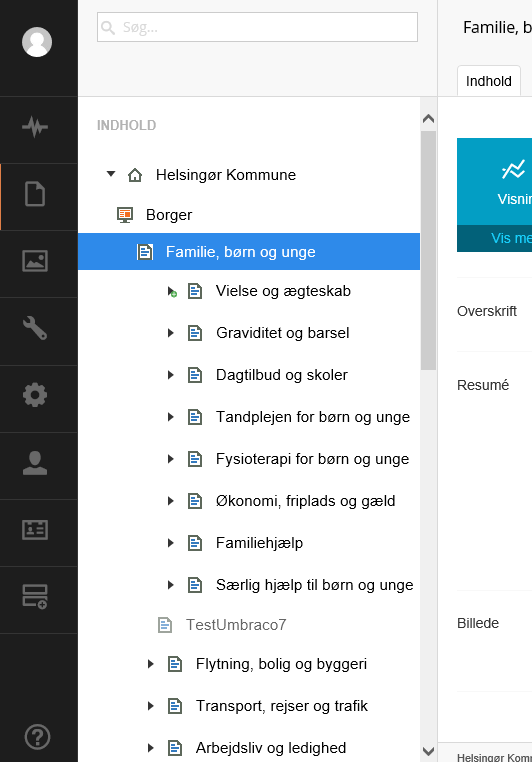 Søg...
INDHOLD
Helsingør Kommune
Borger
Familie, børn og unge
Vielse og ægteskab
Graviditet og barsel
Dagtilbud og skoler
Tandplejen for børn og unge
Fysioterapi for børn og unge
Økonomi, friplads og gæld
Familiehjælp
Særlig hjælp til børn og unge
TestUmbraco7
Flytning, bolig og byggeri
Transport, rejser og trafik
Arbejdsliv og ledighed
Familie, b
Indhold
Visnin
Vis me
Overskrift
Resumé
Billede
Helsingør Kom